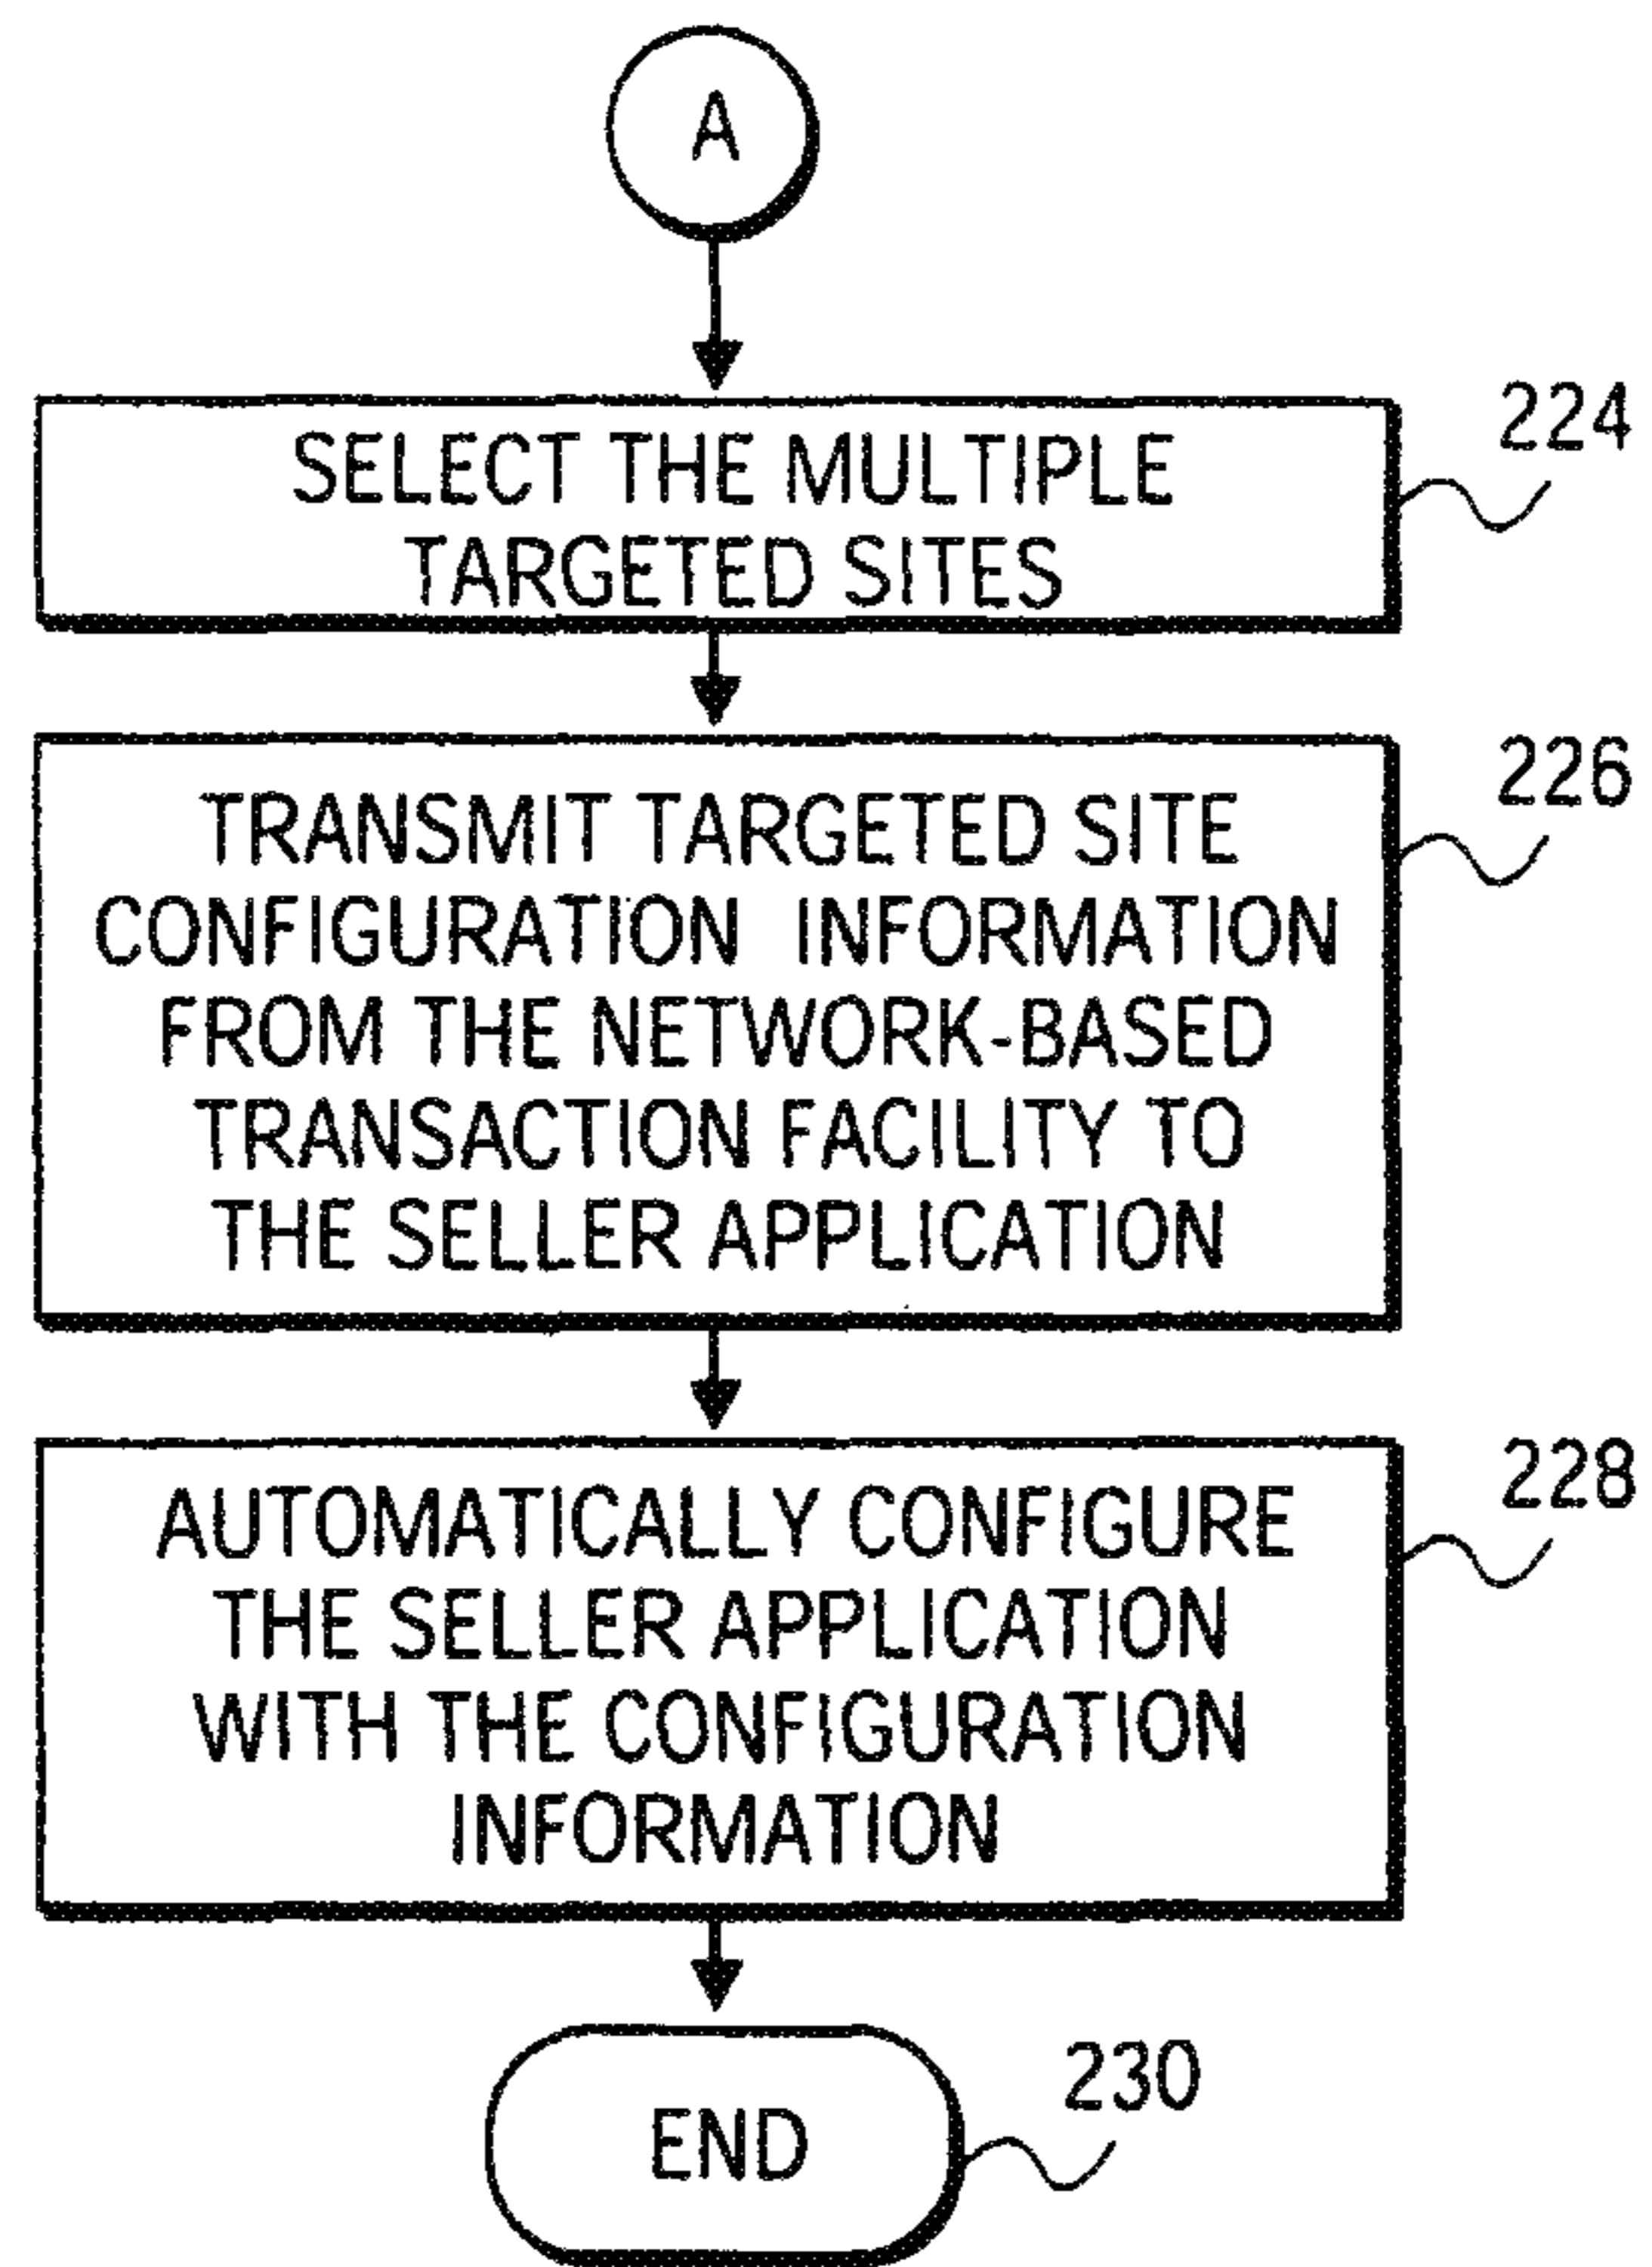 A
224
SELECT THE MULTIPLE
TARGETED SITES
226
TRANSMIT TARGETED SITE
CONFIGURATION INFORMATION
FROM THE NETWORK-BASED
TRANSACTION FACILITY TO
THE SELLER APPLICATION
228
AUTOMATICALLY CONFIGURE
THE SELLER APPLICATION
WITH THE CONFIGURATION
INFORMATION
230
END